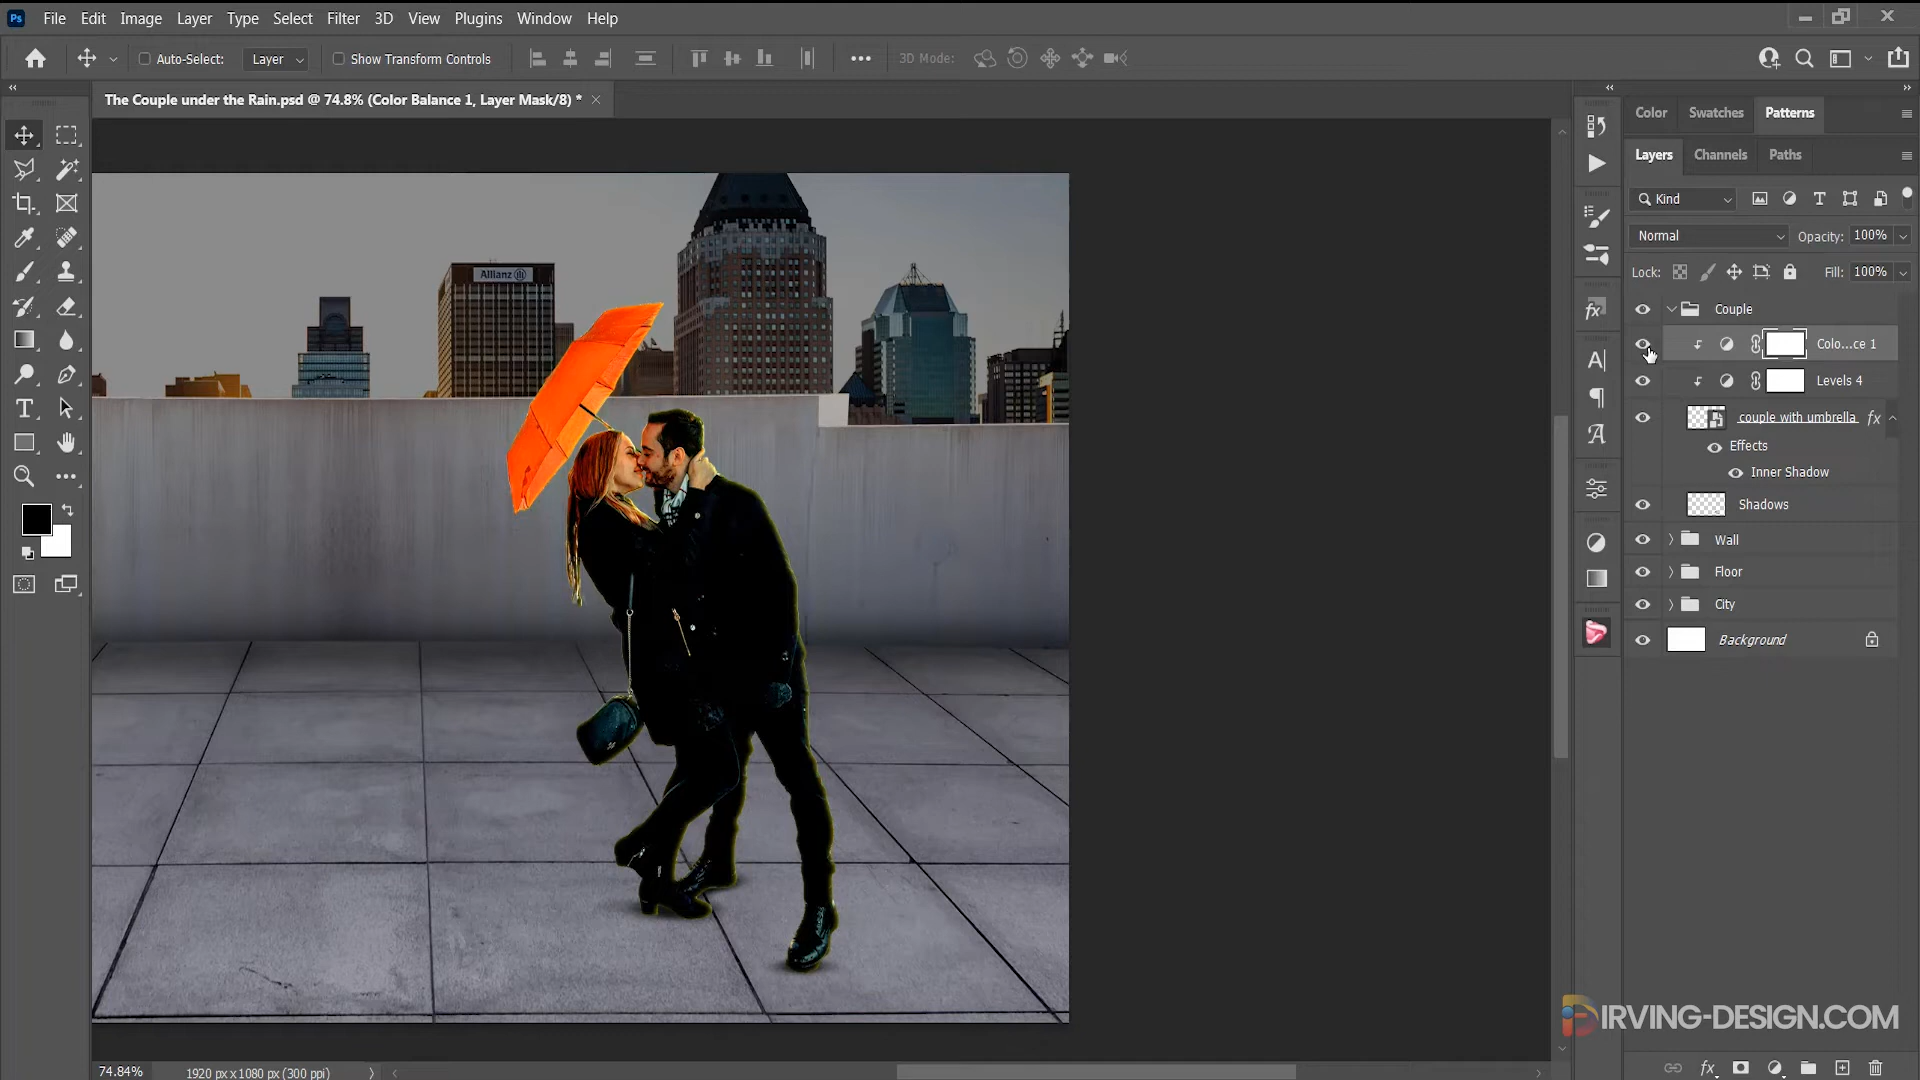 Ps File Edit Image Layer Type Select Filter 3D View Plugins Window Help
Auto-Select: Layer Show Transform Controls 3D Mode:
The Couple under the Rain.psd @ 74.8% (Color Balance 1, Layer Mask/8) *
Color Swatches Patterns
Layers Channels Paths
Kind
Normal Opacity: 100%
Lock: Fill: 100%
Couple
Colo...ce 1
Levels 4
couple with umbrella fx
Effects
Inner Shadow
Shadows
Wall
Floor
City
Background
Allianz
IRVING-DESIGN.COM
74.84% 1920 px x 1080 px (300 ppi)